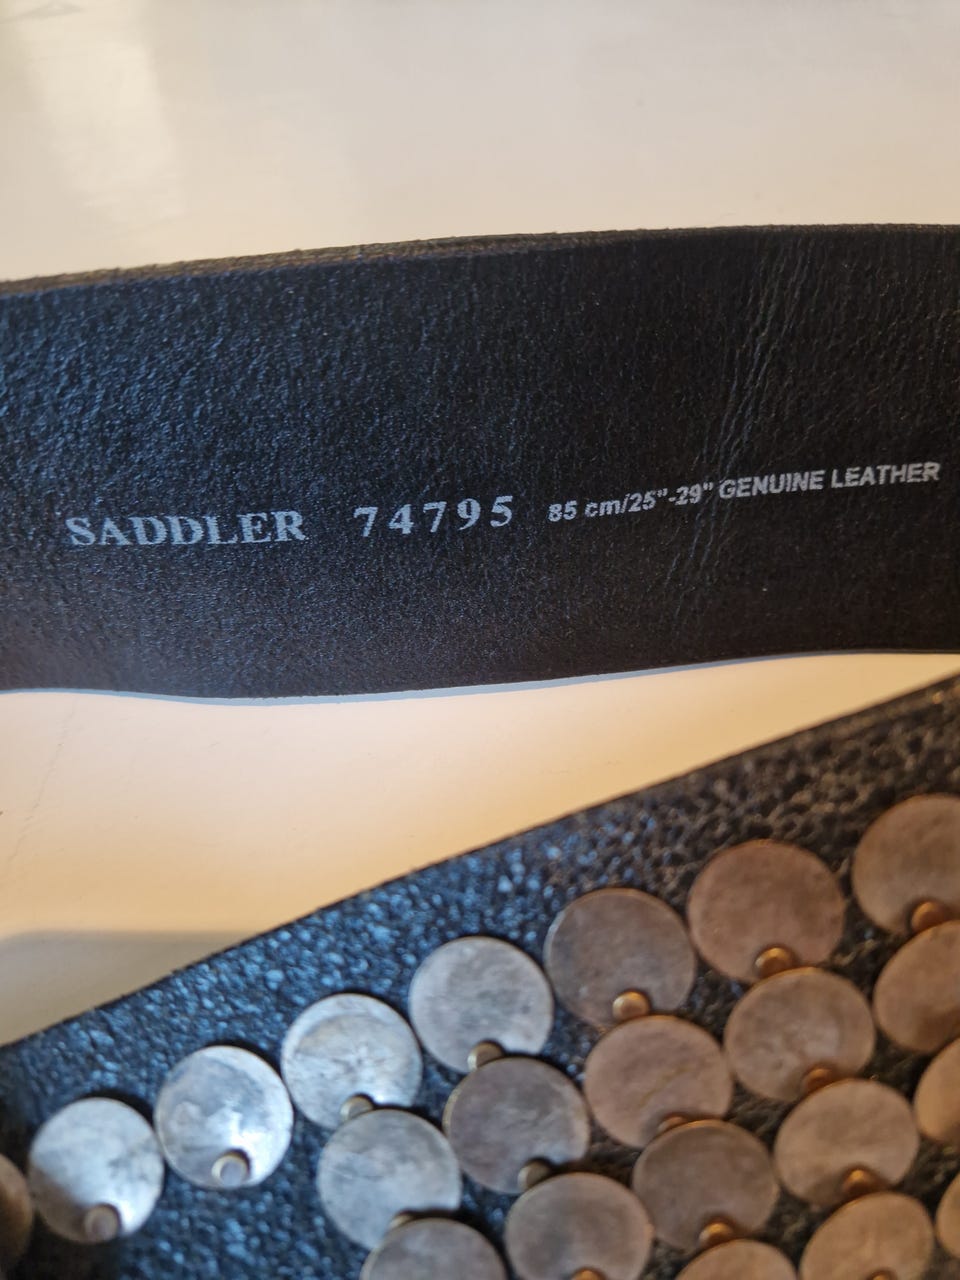 SADDLER 74795 85 cm/25"-29" GENUINE LEATHER